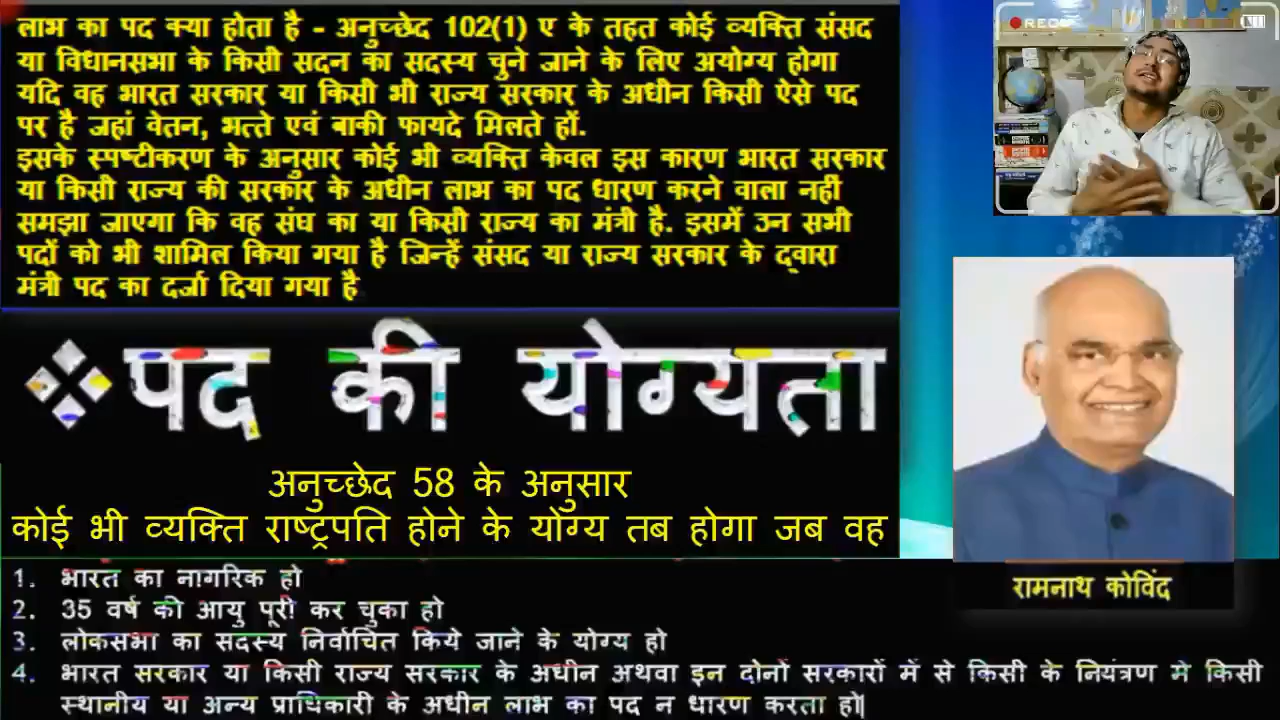 लाभ का पद क्या होता है - अनुच्छेद 102(1) ए के तहत कोई व्यक्ति संसद
या विधानसभा के किसी सदन का सदस्य चुने जाने के लिए अयोग्य होगा
यदि वह भारत सरकार या किसी भी राज्य सरकार के अधीन किसी ऐसे पद
पर है जहां वेतन, भत्ते एवं बाकी फायदे मिलते हों.
इसके स्पष्टीकरण के अनुसार कोई भी व्यक्ति केवल इस कारण भारत सरकार
या किसी राज्य की सरकार के अधीन लाभ का पद धारण करने वाला नहीं
समझा जाएगा कि वह संघ का या किसी राज्य का मंत्री है. इसमें उन सभी
पदों को भी शामिल किया गया है जिन्हें संसद या राज्य सरकार के द्वारा
मंत्री पद का दर्जा दिया गया है
REC
❖पद की योग्यता
अनुच्छेद 58 के अनुसार
कोई भी व्यक्ति राष्ट्रपति होने के योग्य तब होगा जब वह
रामनाथ कोविंद
1. भारत का नागरिक हो
2. 35 वर्ष की आयु पूरी कर चुका हो
3. लोकसभा का सदस्य निर्वाचित किये जाने के योग्य हो
4. भारत सरकार या किसी राज्य सरकार के अधीन अथवा इन दोनों सरकारों में से किसी के नियंत्रण मे किसी
स्थानीय या अन्य प्राधिकारी के अधीन लाभ का पद न धारण करता हो